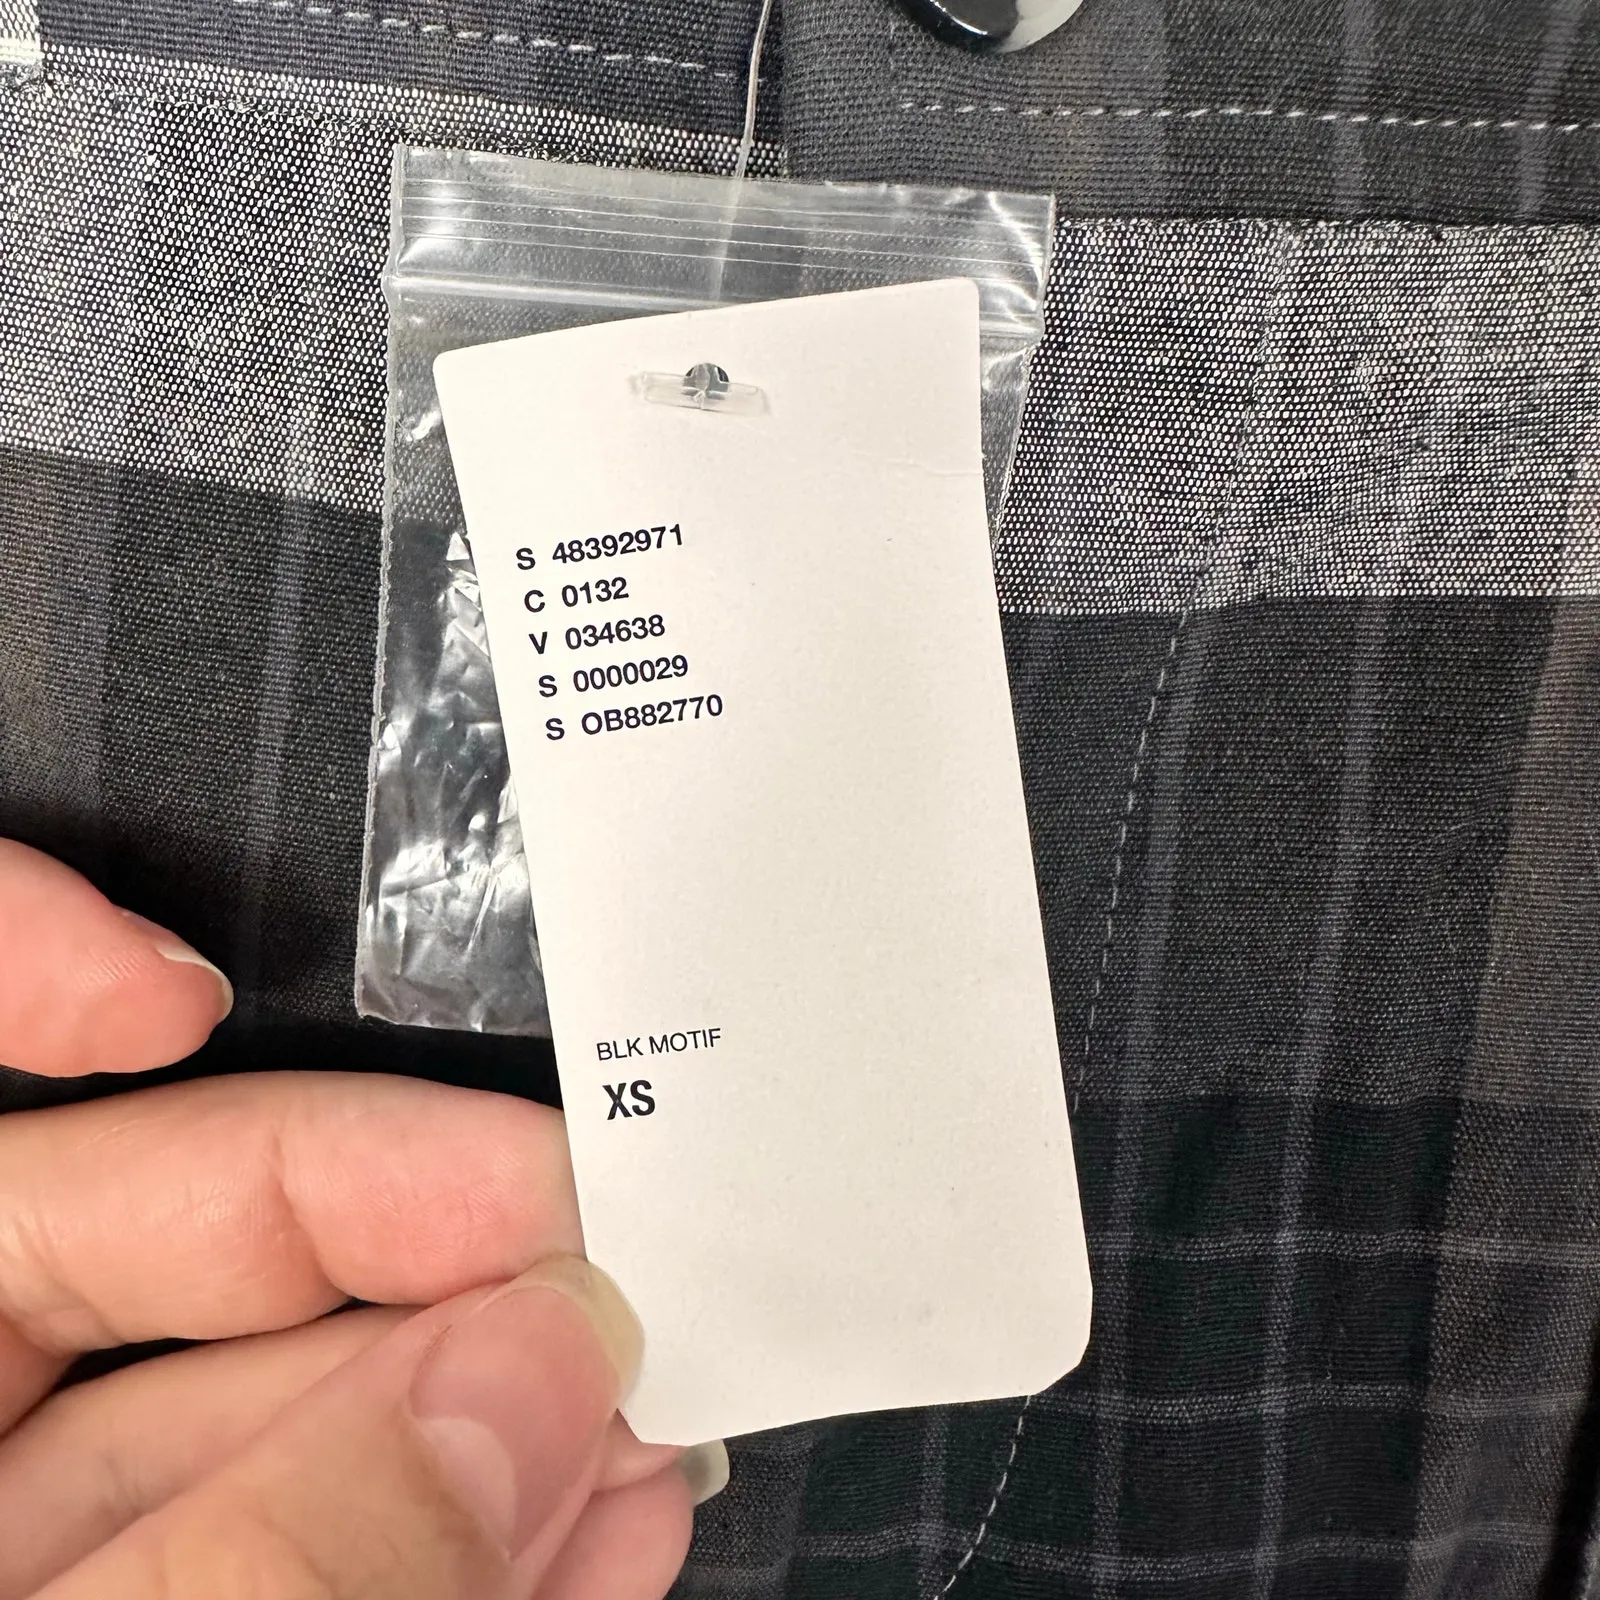 S 48392971
C 0132
V 034638
S 0000029
S OB882770
BLK MOTIF
XS